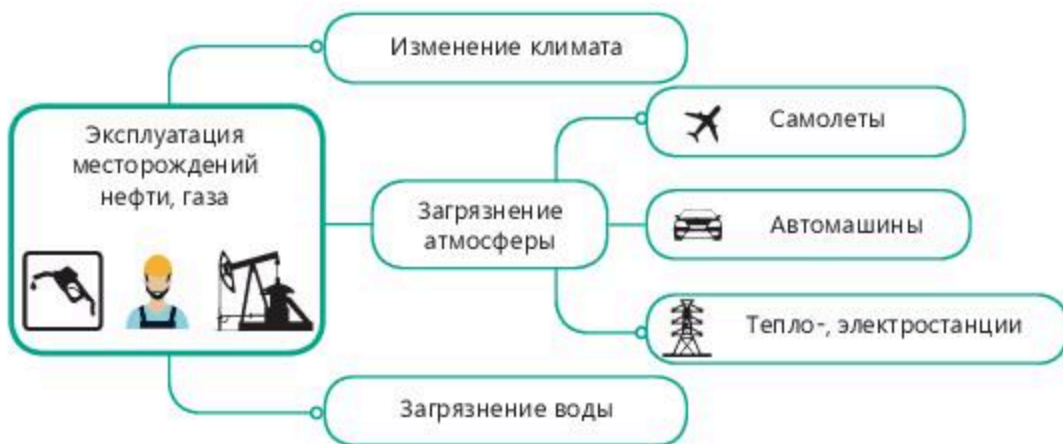 Изменение климата
Эксплуатация
месторождений
нефти, газа
Загрязнение
атмосферы
Самолеты
Автомашины
Тепло-, электростанции
Загрязнение воды